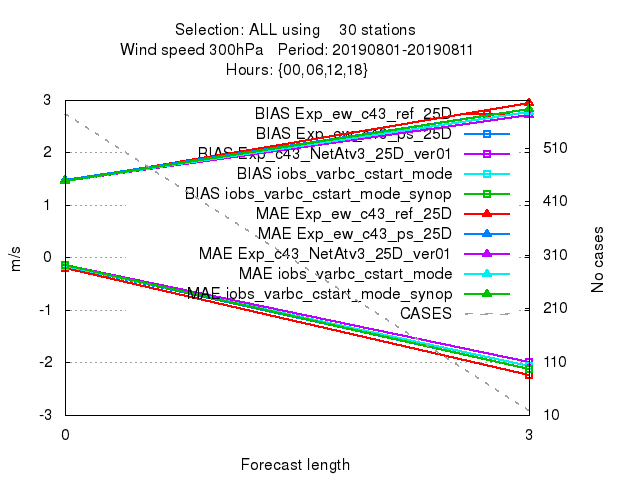 Selection: ALL using 30 stations
Wind speed 300hPa Period: 20190801-20190811
Hours: {00,06,12,18}
3
2
1
0
-1
-2
-3
m/s
BIAS Exp_ew_c43_ref_25D
BIAS Exp_ew_c43_ps_25D
BIAS Exp_c43_NetAtv3_25D_ver01
BIAS iobs_varbc_cstart_mode
BIAS iobs_varbc_cstart_mode_synop
MAE Exp_ew_c43_ref_25D
MAE Exp_ew_c43_ps_25D
MAE Exp_c43_NetAtv3_25D_ver01
MAE iobs_varbc_cstart_mode
MAE iobs_varbc_cstart_mode_synop
CASES
510
410
310
210
110
10
No cases
0
3
Forecast length